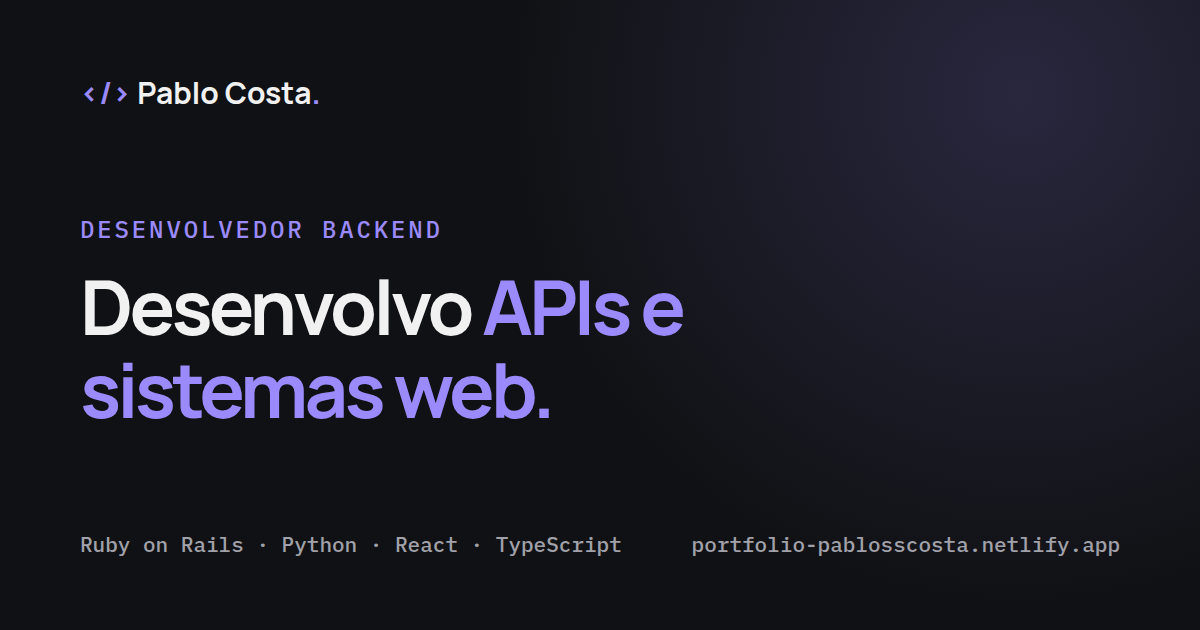 </> Pablo Costa.
DESENVOLVEDOR BACKEND
Desenvolvo APIs e
sistemas web.
Ruby on Rails · Python · React · TypeScript
portfolio-pablosscosta.netlify.app